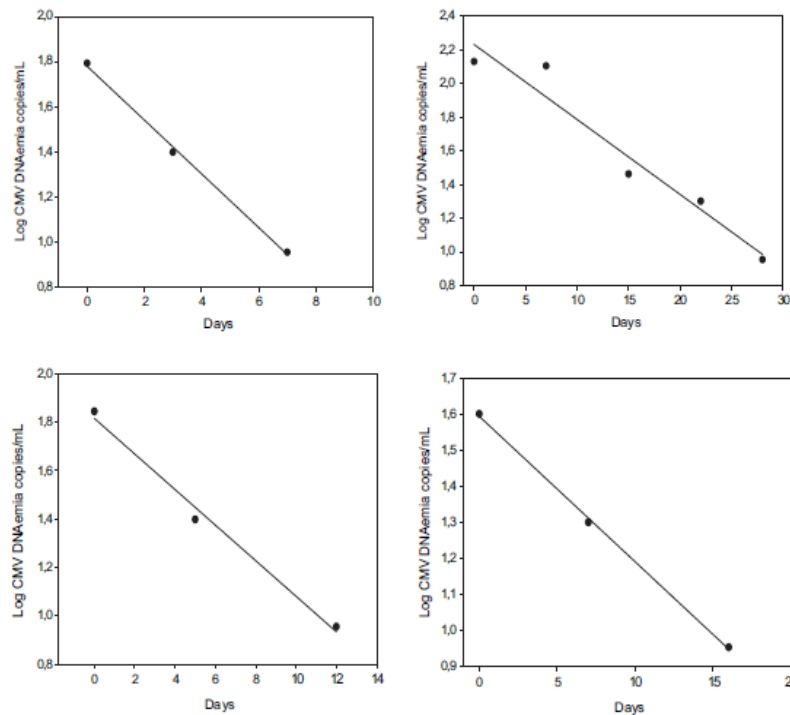 Log CMV DNAemia copies/mL
2,0
1,8
1,6
1,4
1,2
1,0
0,8
0 2 4 6 8 10
Days
Log CMV DNAemia copies/mL
2,4
2,2
2,0
1,8
1,6
1,4
1,2
1,0
0,8
0 5 10 15 20 25 30
Days
Log CMV DNAemia copies/mL
2,0
1,8
1,6
1,4
1,2
1,0
0,8
0 2 4 6 8 10 12 14
Days
Log CMV DNAemia copies/mL
1,7
1,6
1,5
1,4
1,3
1,2
1,1
1,0
0,9
0 5 10 15
Days